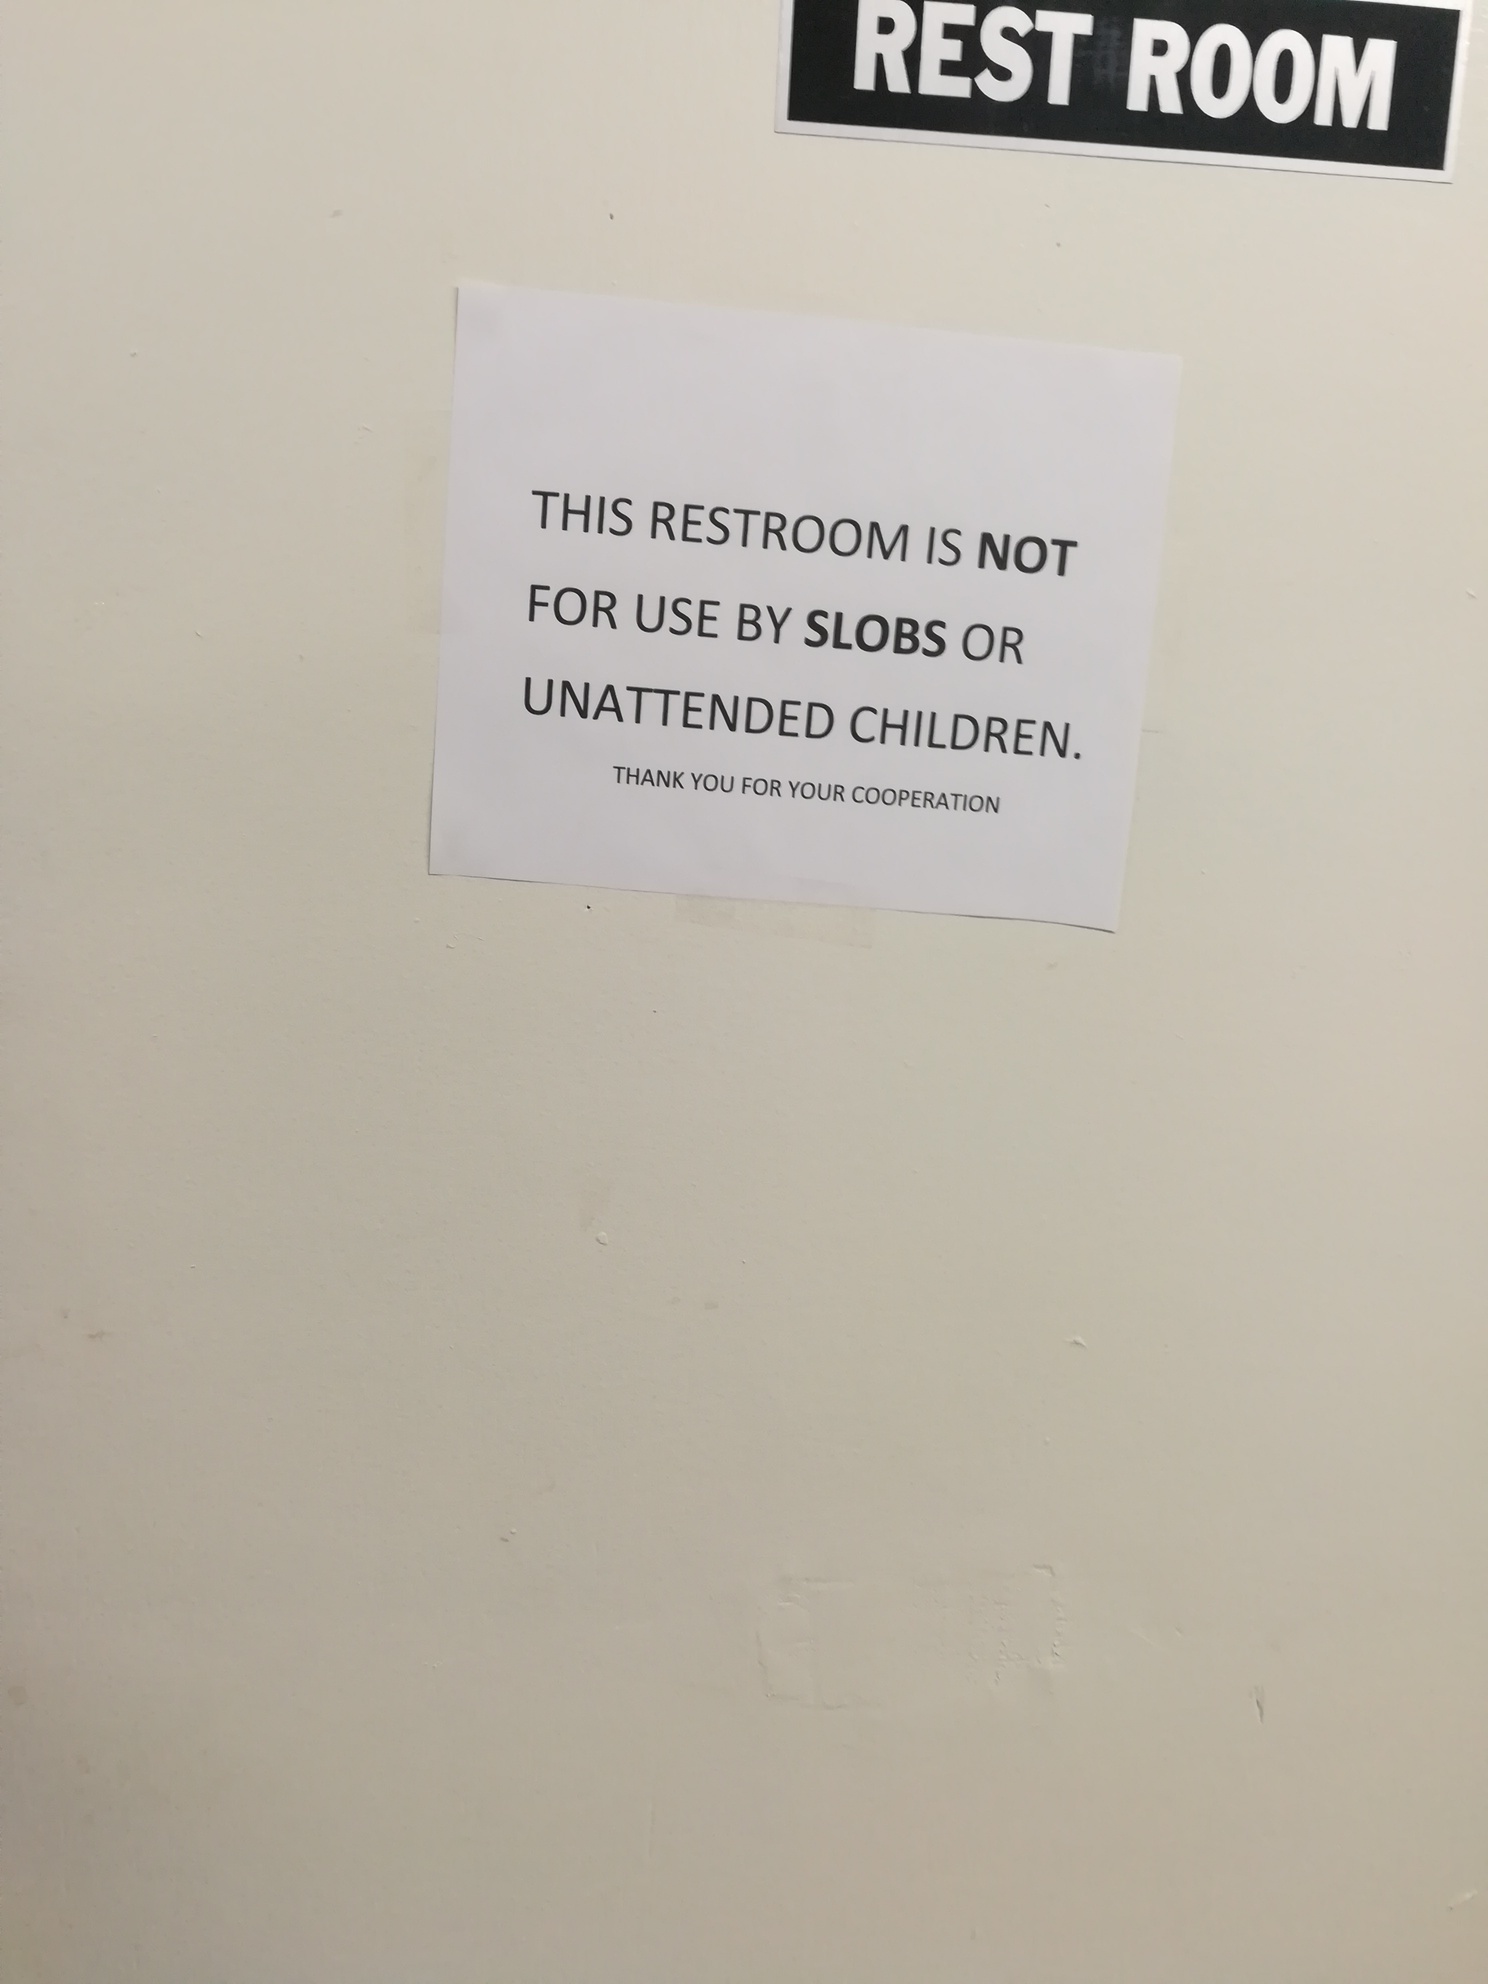 REST ROOM
THIS RESTROOM IS NOT
FOR USE BY SLOBS OR
UNATTENDED CHILDREN.
THANK YOU FOR YOUR COOPERATION